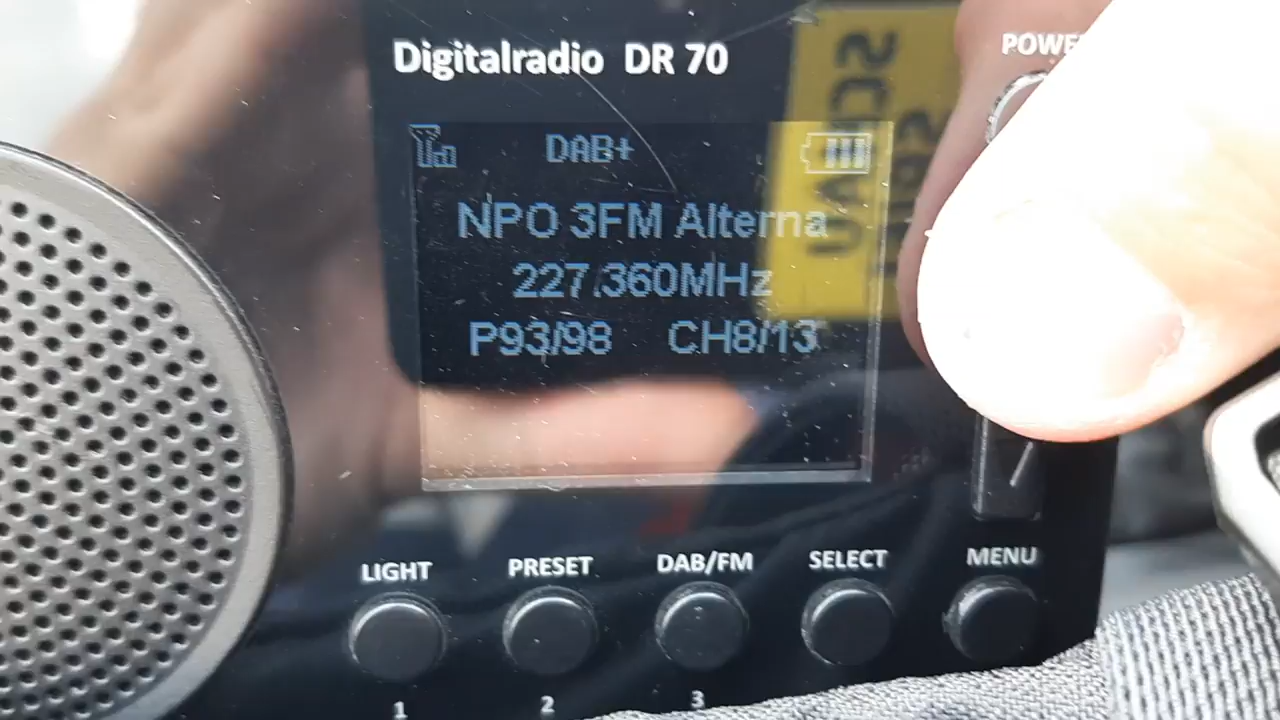 Digitalradio DR 70
POWE
DAB+
NPO 3FM Alterna
227.360MHz
P93/98 CH8/13
LIGHT PRESET DAB/FM SELECT MENU
1 2 3